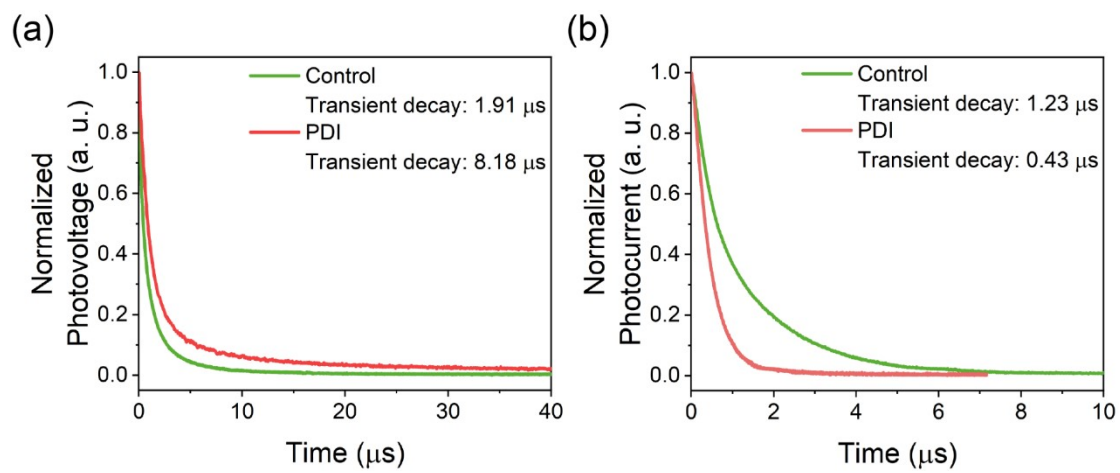 (a)
Normalized
Photovoltage (a. u.)
1.0
0.8
0.6
0.4
0.2
0.0
Control
Transient decay: 1.91 μs
PDI
Transient decay: 8.18 μs
0 10 20 30 40
Time (μs)
(b)
Normalized
Photocurrent (a. u.)
1.0
0.8
0.6
0.4
0.2
0.0
Control
Transient decay: 1.23 μs
PDI
Transient decay: 0.43 μs
0 2 4 6 8 10
Time (μs)